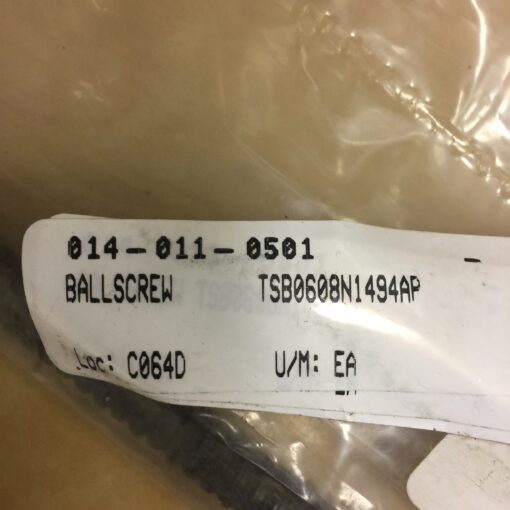 014-011-0501 -
BALLSCREW TSB0608N1494AP
Loc: C064D U/M: EA